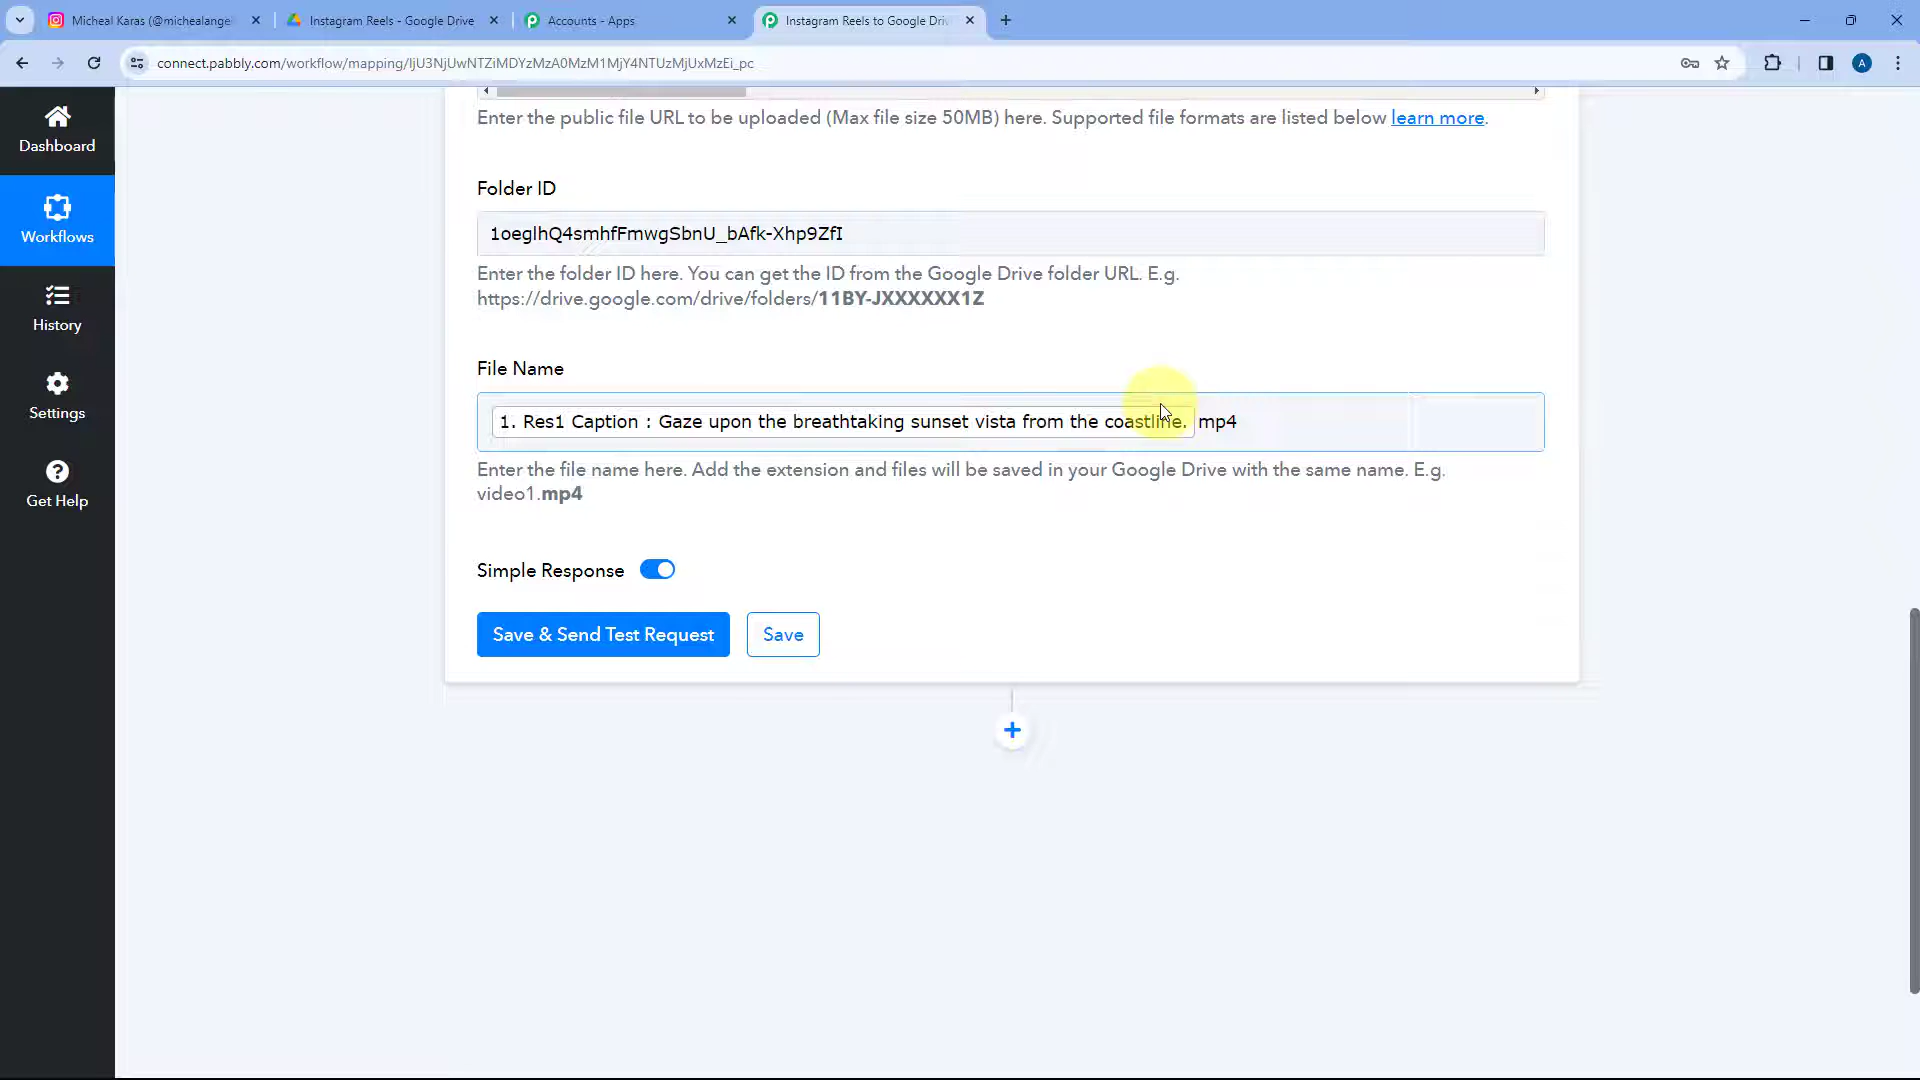 Micheal Karas (@michealange
Instagram Reels - Google Drive
Accounts - Apps
Instagram Reels to Google Driv
connect.pabbly.com/workflow/mapping/IjU3NjUwNTZiMDYzMzA0MzM1MjY4NTUzMjUxMzEi_pc
A
Dashboard
Workflows
History
Settings
Get Help
Enter the public file URL to be uploaded (Max file size 50MB) here. Supported file formats are listed below learn more.
Folder ID
1oeglhQ4smhfFmwgSbnU_bAfk-Xhp9ZfI
Enter the folder ID here. You can get the ID from the Google Drive folder URL. E.g.
https://drive.google.com/drive/folders/11BY-JXXXXXX1Z
File Name
1. Res1 Caption : Gaze upon the breathtaking sunset vista from the coastline. mp4
Enter the file name here. Add the extension and files will be saved in your Google Drive with the same name. E.g.
video1.mp4
Simple Response
Save & Send Test Request
Save